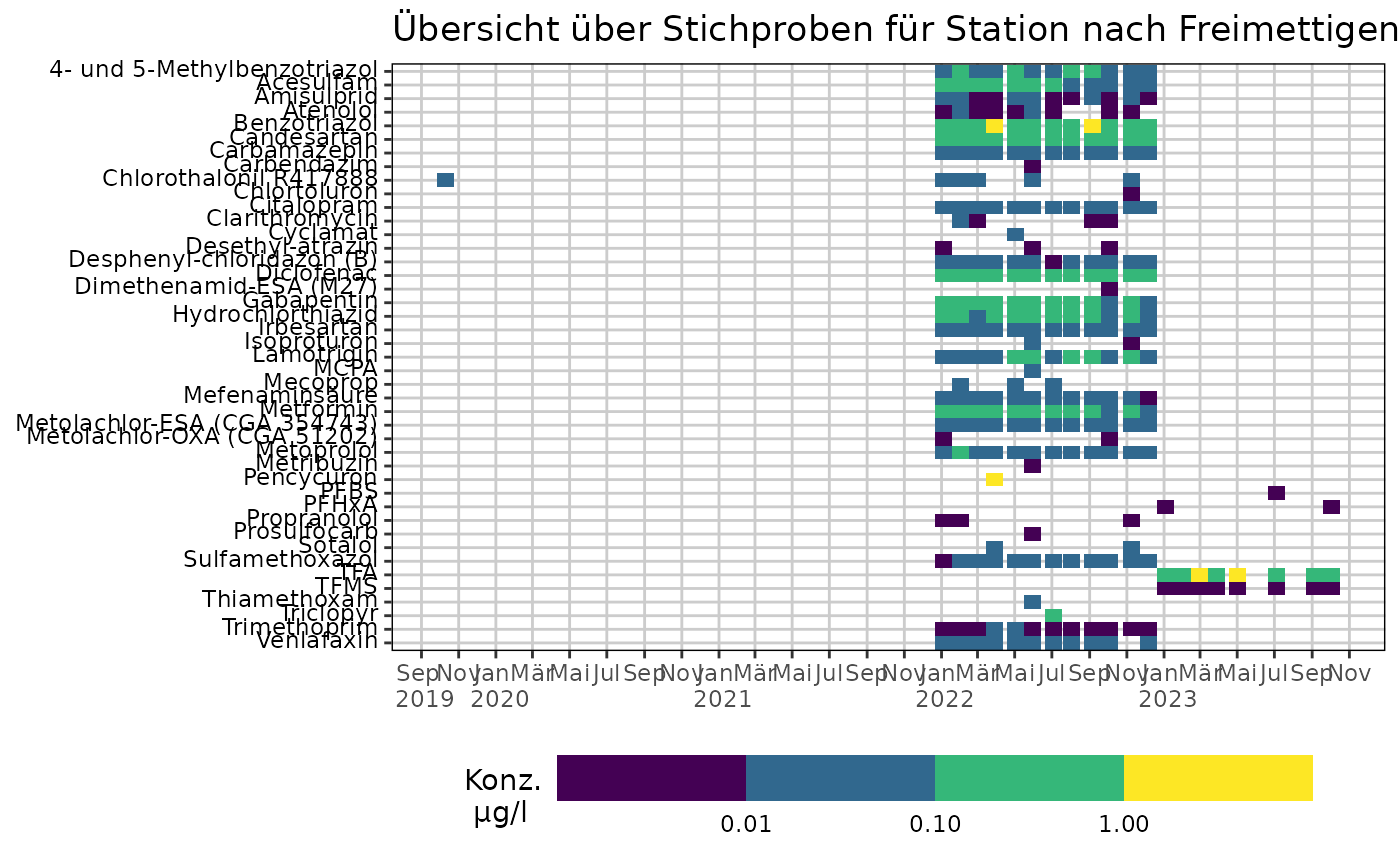 Übersicht über Stichproben für Station nach Freimettigen
4- und 5-Methylbenzotriazol
Acesulfam
Amisulprid
Atenolol
Benzotriazol
Candesartan
Carbamazepin
Carbendazim
Chlorothalonil R417888
Chlortoluron
Citalopram
Clarithromycin
Cyclamat
Desethyl-atrazin
Desphenyl-chloridazon (B)
Diclofenac
Dimethenamid-ESA (M27)
Gabapentin
Hydrochlorthiazid
Irbesartan
Isoproturon
Lamotrigin
MCPA
Mecoprop
Mefenaminsäure
Metformin
Metolachlor-ESA (CGA 354743)
Metolachlor-OXA (CGA 51202)
Metoprolol
Metribuzin
Pencycuron
PFBS
PFHxA
Propranolol
Prosulfocarb
Sotalol
Sulfamethoxazol
TFA
TFMS
Thiamethoxam
Triclopyr
Trimethoprim
Venlafaxin
Sep Nov Jan Mär Mai Jul Sep Nov Jan Mär Mai Jul Sep Nov Jan Mär Mai Jul Sep Nov Jan Mär Mai Jul Sep Nov
2019 2020 2021 2022 2023
Konz.
µg/l
0.01 0.10 1.00